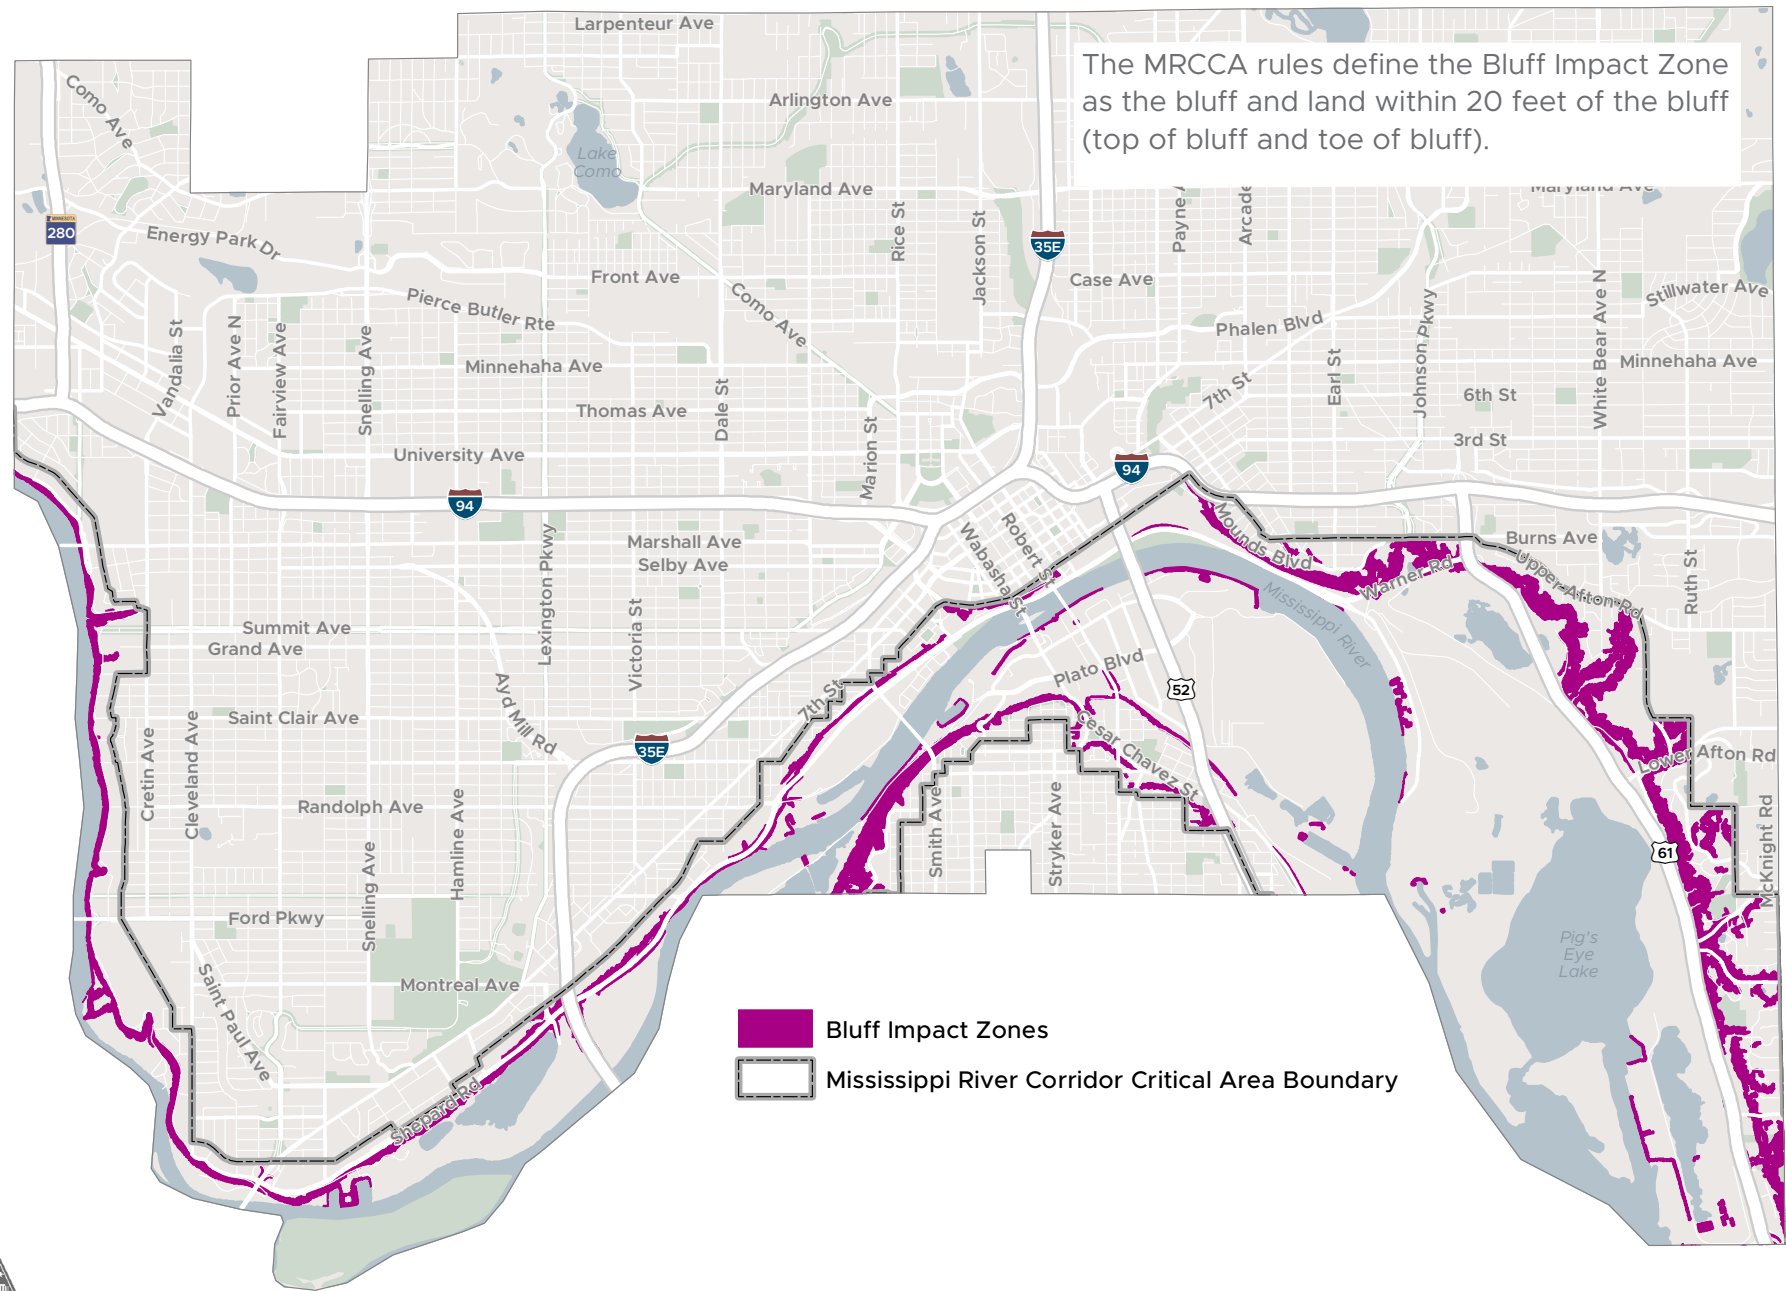 Larpenteur Ave
The MRCCA rules define the Bluff Impact Zone
as the bluff and land within 20 feet of the bluff
(top of bluff and toe of bluff).
Como Ave
Arlington Ave
Lake
Como
Maryland Ave
Maryland Ave
Payne
Arcade
Rice St
Jackson St
MINNESOTA
280
Energy Park Dr
35E
Front Ave
Case Ave
Pierce Butler Rte
Como Ave
Stillwater Ave
Phalen Blvd
Vandalia St
Prior Ave N
Fairview Ave
Snelling Ave
Minnehaha Ave
Johnson Pkwy
White Bear Ave N
Minnehaha Ave
Earl St
7th St
6th St
Dale St
Thomas Ave
Marion St
3rd St
University Ave
94
94
Lexington Pkwy
Marshall Ave
Selby Ave
Robert St
Wabasha St
Mounds Blvd
Burns Ave
Upper Afton Rd
Warner Rd
Ruth St
Mississippi River
Summit Ave
Grand Ave
Victoria St
Plato Blvd
52
Ayd Mill Rd
7th St
Saint Clair Ave
Cretin Ave
Cleveland Ave
35E
Cesar Chavez St
Lower Afton Rd
Randolph Ave
Hamline Ave
Smith Ave
Stryker Ave
61
McKnight Rd
Snelling Ave
Ford Pkwy
Pig's
Eye
Lake
Saint Paul Ave
Montreal Ave
Bluff Impact Zones
Mississippi River Corridor Critical Area Boundary
Shepard Rd